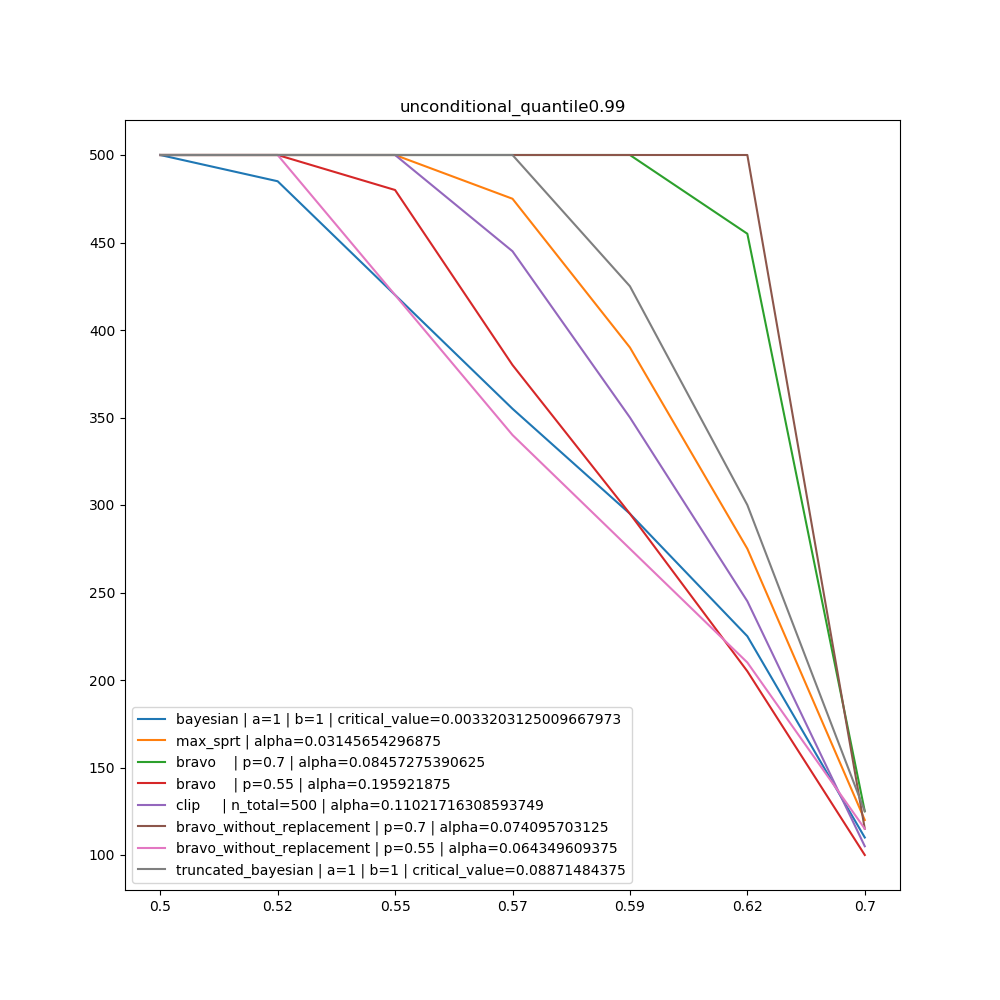 unconditional_quantile0.99
500
450
400
350
300
250
200
150
100
bayesian | a=1 | b=1 | critical_value=0.0033203125009667973
max_sprt | alpha=0.03145654296875
bravo    | p=0.7 | alpha=0.08457275390625
bravo    | p=0.55 | alpha=0.195921875
clip     | n_total=500 | alpha=0.11021716308593749
bravo_without_replacement | p=0.7 | alpha=0.074095703125
bravo_without_replacement | p=0.55 | alpha=0.064349609375
truncated_bayesian | a=1 | b=1 | critical_value=0.08871484375
0.5 0.52 0.55 0.57 0.59 0.62 0.7